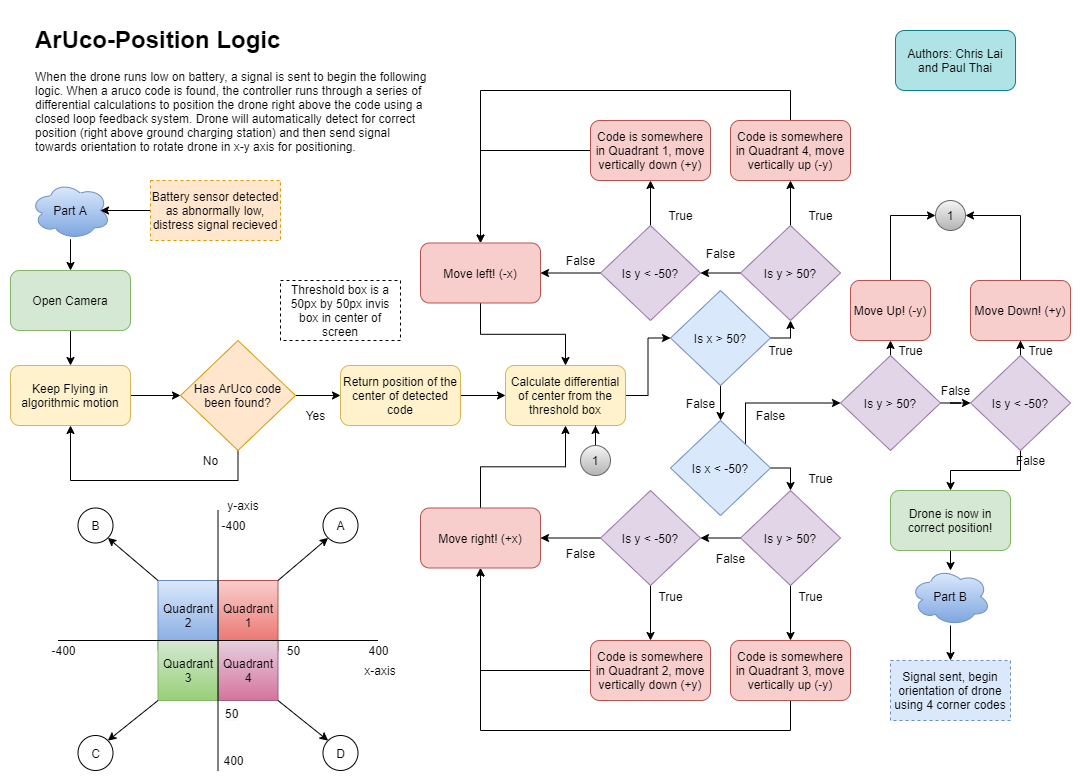 ArUco-Position Logic
When the drone runs low on battery, a signal is sent to begin the following
logic. When a aruco code is found, the controller runs through a series of
differential calculations to position the drone right above the code using a
closed loop feedback system. Drone will automatically detect for correct
position (right above ground charging station) and then send signal
towards orientation to rotate drone in x-y axis for positioning.
Authors: Chris Lai
and Paul Thai
Part A
Battery sensor detected
as abnormally low,
distress signal recieved
Open Camera
Threshold box is a
50px by 50px invis
box in center of
screen
Keep Flying in
algorithmic motion
Has ArUco code
been found?
Yes
No
Return position of the
center of detected
code
Calculate differential
of center from the
threshold box
1
Code is somewhere
in Quadrant 1, move
vertically down (+y)
Code is somewhere
in Quadrant 4, move
vertically up (-y)
True
True
Move left! (-x)
False
Is y < -50?
False
Is y > 50?
Is x > 50?
True
False
Is x < -50?
False
True
Move right! (+x)
False
Is y < -50?
False
Is y > 50?
True
True
Code is somewhere
in Quadrant 2, move
vertically down (+y)
Code is somewhere
in Quadrant 3, move
vertically up (-y)
1
Move Up! (-y)
Move Down! (+y)
True
True
Is y > 50?
False
Is y < -50?
False
Drone is now in
correct position!
Part B
Signal sent, begin
orientation of drone
using 4 corner codes
y-axis
-400
B
A
Quadrant
2
Quadrant
1
-400
50
400
x-axis
Quadrant
3
Quadrant
4
50
C
D
400